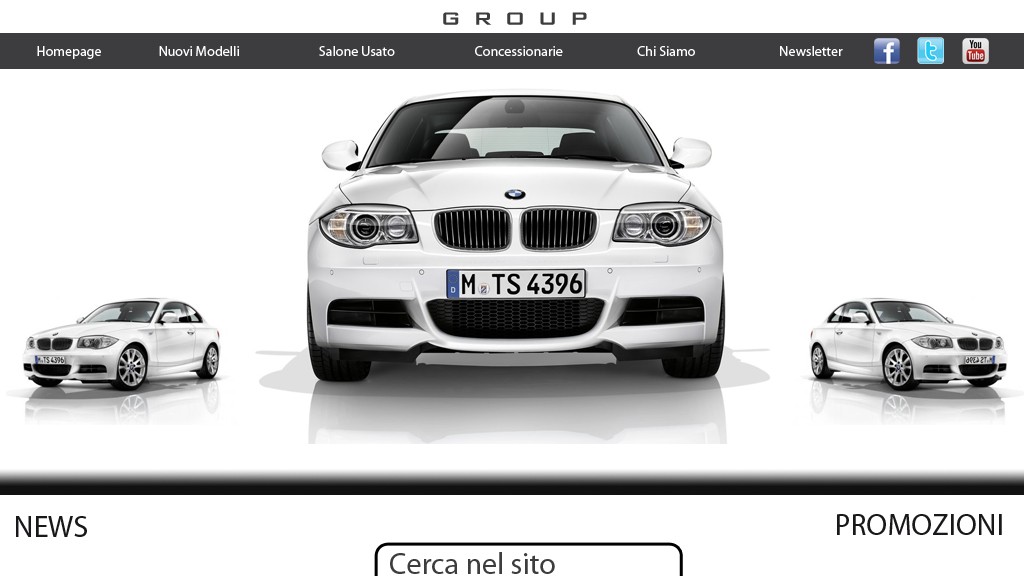 GROUP
Homepage Nuovi Modelli Salone Usato Concessionarie Chi Siamo Newsletter f t You Tube
M TS 4396
M TS 4396
M TS 4396
NEWS PROMOZIONI
Cerca nel sito